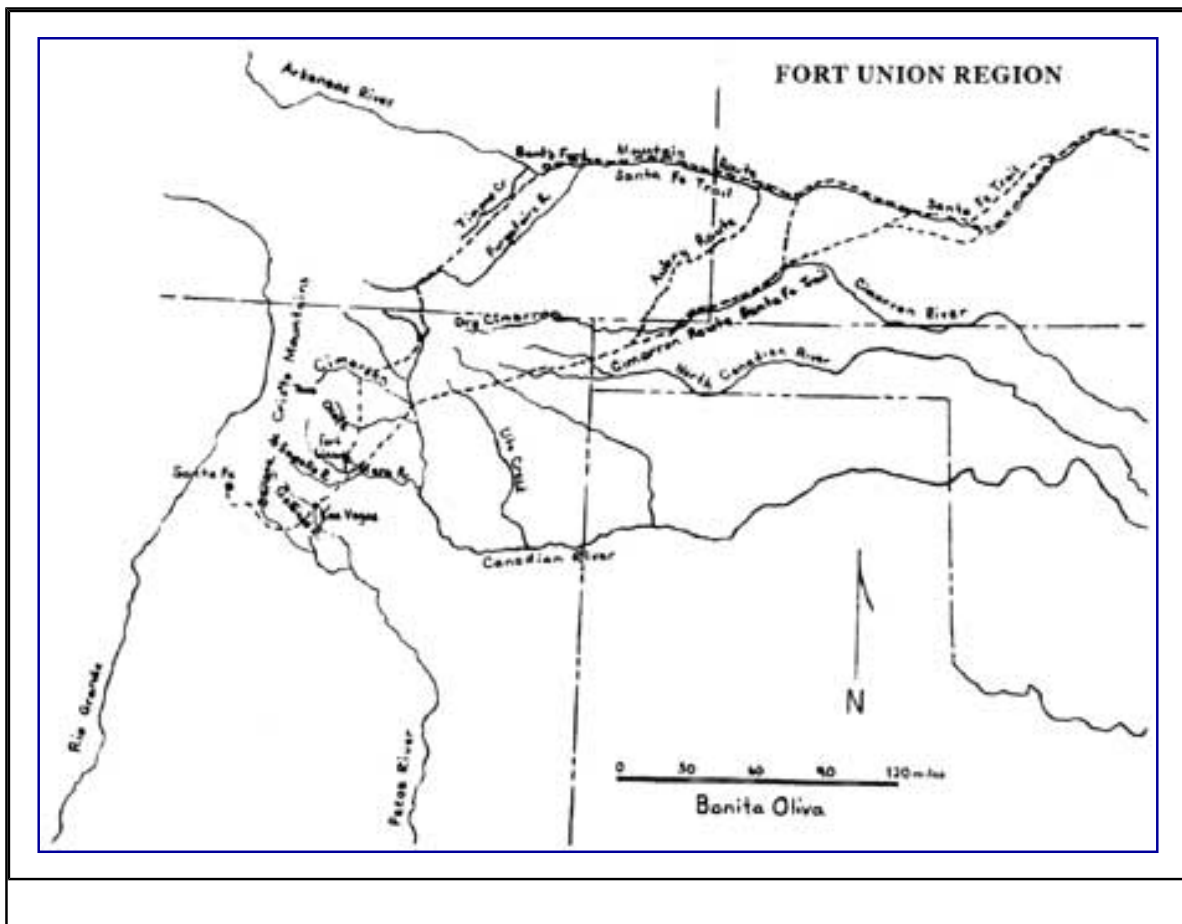 FORT UNION REGION
Arkansas River
Bent's Fort
Mountain Route
Santa Fe Trail
Santa Fe Trail
Timpas Cr
Purgatoire R.
Aubry Route
Cimarron River
Dry Cimarron
Cimarron Route Santa Fe Trail
North Canadian River
Cristo Mountains
Cimarron
Taos
Fort Union
Mora R.
Ute Creek
Santa Fe
Sangre
Las Vegas
Canadian River
Rio Grande
Pecos River
N
0 30 60 90 120 miles
Bonita Oliva